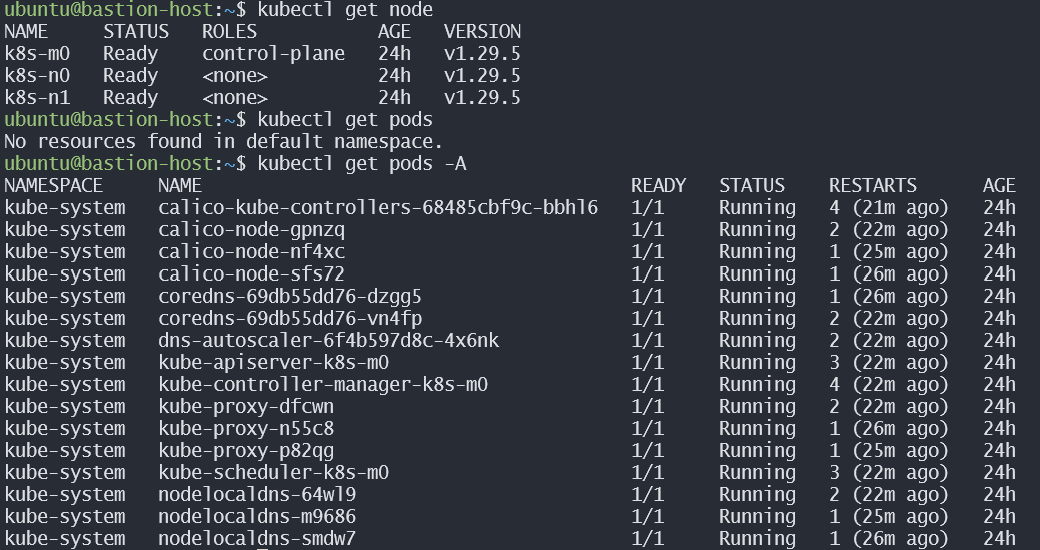 ubuntu@bastion-host:~$ kubectl get node
NAME     STATUS   ROLES           AGE   VERSION
k8s-m0   Ready    control-plane   24h   v1.29.5
k8s-n0   Ready    <none>          24h   v1.29.5
k8s-n1   Ready    <none>          24h   v1.29.5
ubuntu@bastion-host:~$ kubectl get pods
No resources found in default namespace.
ubuntu@bastion-host:~$ kubectl get pods -A
NAMESPACE     NAME                                       READY   STATUS    RESTARTS      AGE
kube-system   calico-kube-controllers-68485cbf9c-bbhl6   1/1     Running   4 (21m ago)   24h
kube-system   calico-node-gpnzq                          1/1     Running   2 (22m ago)   24h
kube-system   calico-node-nf4xc                          1/1     Running   1 (25m ago)   24h
kube-system   calico-node-sfs72                          1/1     Running   1 (26m ago)   24h
kube-system   coredns-69db55dd76-dzgg5                   1/1     Running   1 (26m ago)   24h
kube-system   coredns-69db55dd76-vn4fp                   1/1     Running   2 (22m ago)   24h
kube-system   dns-autoscaler-6f4b597d8c-4x6nk            1/1     Running   2 (22m ago)   24h
kube-system   kube-apiserver-k8s-m0                      1/1     Running   3 (22m ago)   24h
kube-system   kube-controller-manager-k8s-m0             1/1     Running   4 (22m ago)   24h
kube-system   kube-proxy-dfcwn                           1/1     Running   2 (22m ago)   24h
kube-system   kube-proxy-n55c8                           1/1     Running   1 (26m ago)   24h
kube-system   kube-proxy-p82qg                           1/1     Running   1 (25m ago)   24h
kube-system   kube-scheduler-k8s-m0                      1/1     Running   3 (22m ago)   24h
kube-system   nodelocaldns-64wl9                         1/1     Running   2 (22m ago)   24h
kube-system   nodelocaldns-m9686                         1/1     Running   1 (25m ago)   24h
kube-system   nodelocaldns-smdw7                         1/1     Running   1 (26m ago)   24h